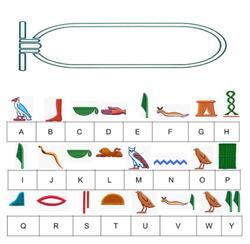 A B C D E F G H
I J K L M N O P
Q R S T U V W Y